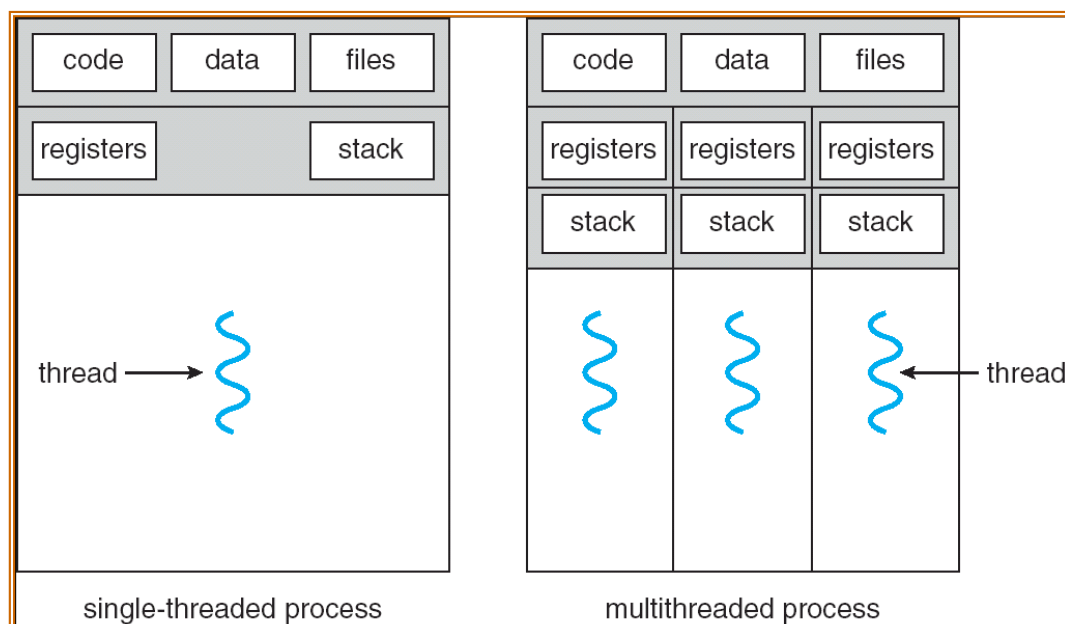 code data files
registers stack
thread
single-threaded process
code data files
registers registers registers
stack stack stack
thread
multithreaded process